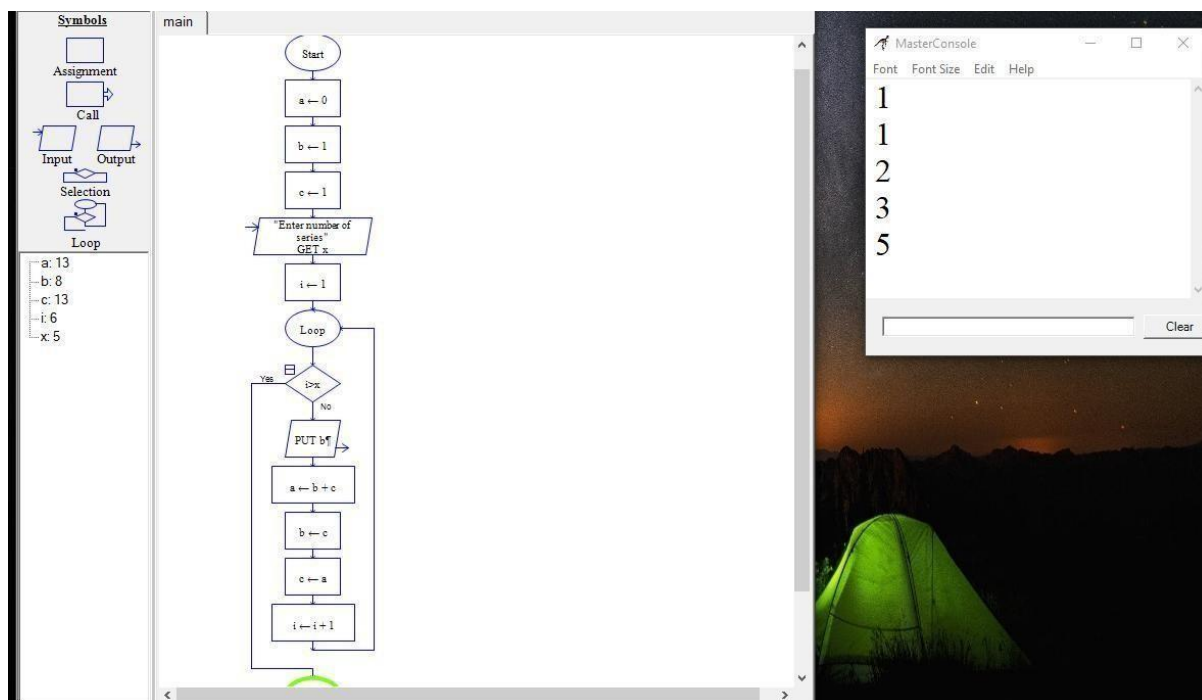 Symbols
Assignment
Call
Input Output
Selection
Loop
a: 13
b: 8
c: 13
i: 6
x: 5
main
Start
a ← 0
b ← 1
c ← 1
"Enter number of
series"
GET x
i ← 1
Loop
i>x
Yes
No
PUT b¶
a ← b + c
b ← c
c ← a
i ← i + 1
MasterConsole
Font Font Size Edit Help
1
1
2
3
5
Clear